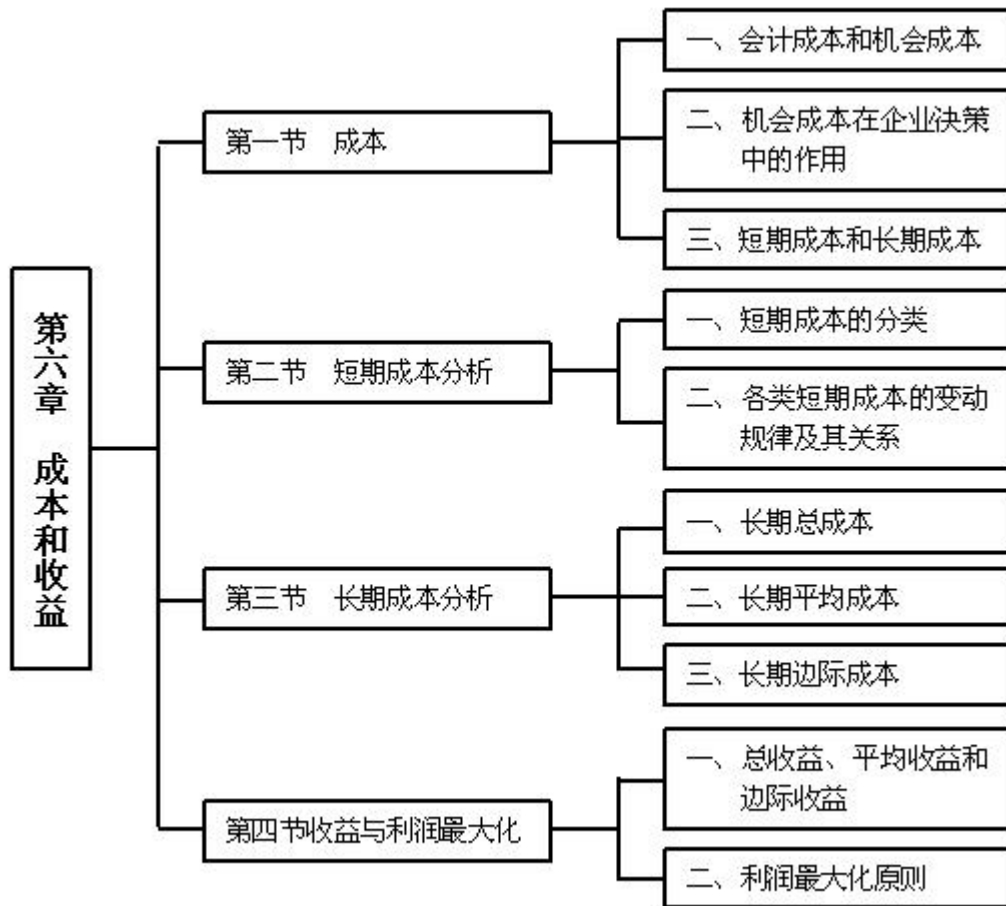 第六章 成本和收益
第一节 成本
一、会计成本和机会成本
二、机会成本在企业决策
中的作用
三、短期成本和长期成本
第二节 短期成本分析
一、短期成本的分类
二、各类短期成本的变动
规律及其关系
第三节 长期成本分析
一、长期总成本
二、长期平均成本
三、长期边际成本
第四节收益与利润最大化
一、总收益、平均收益和
边际收益
二、利润最大化原则